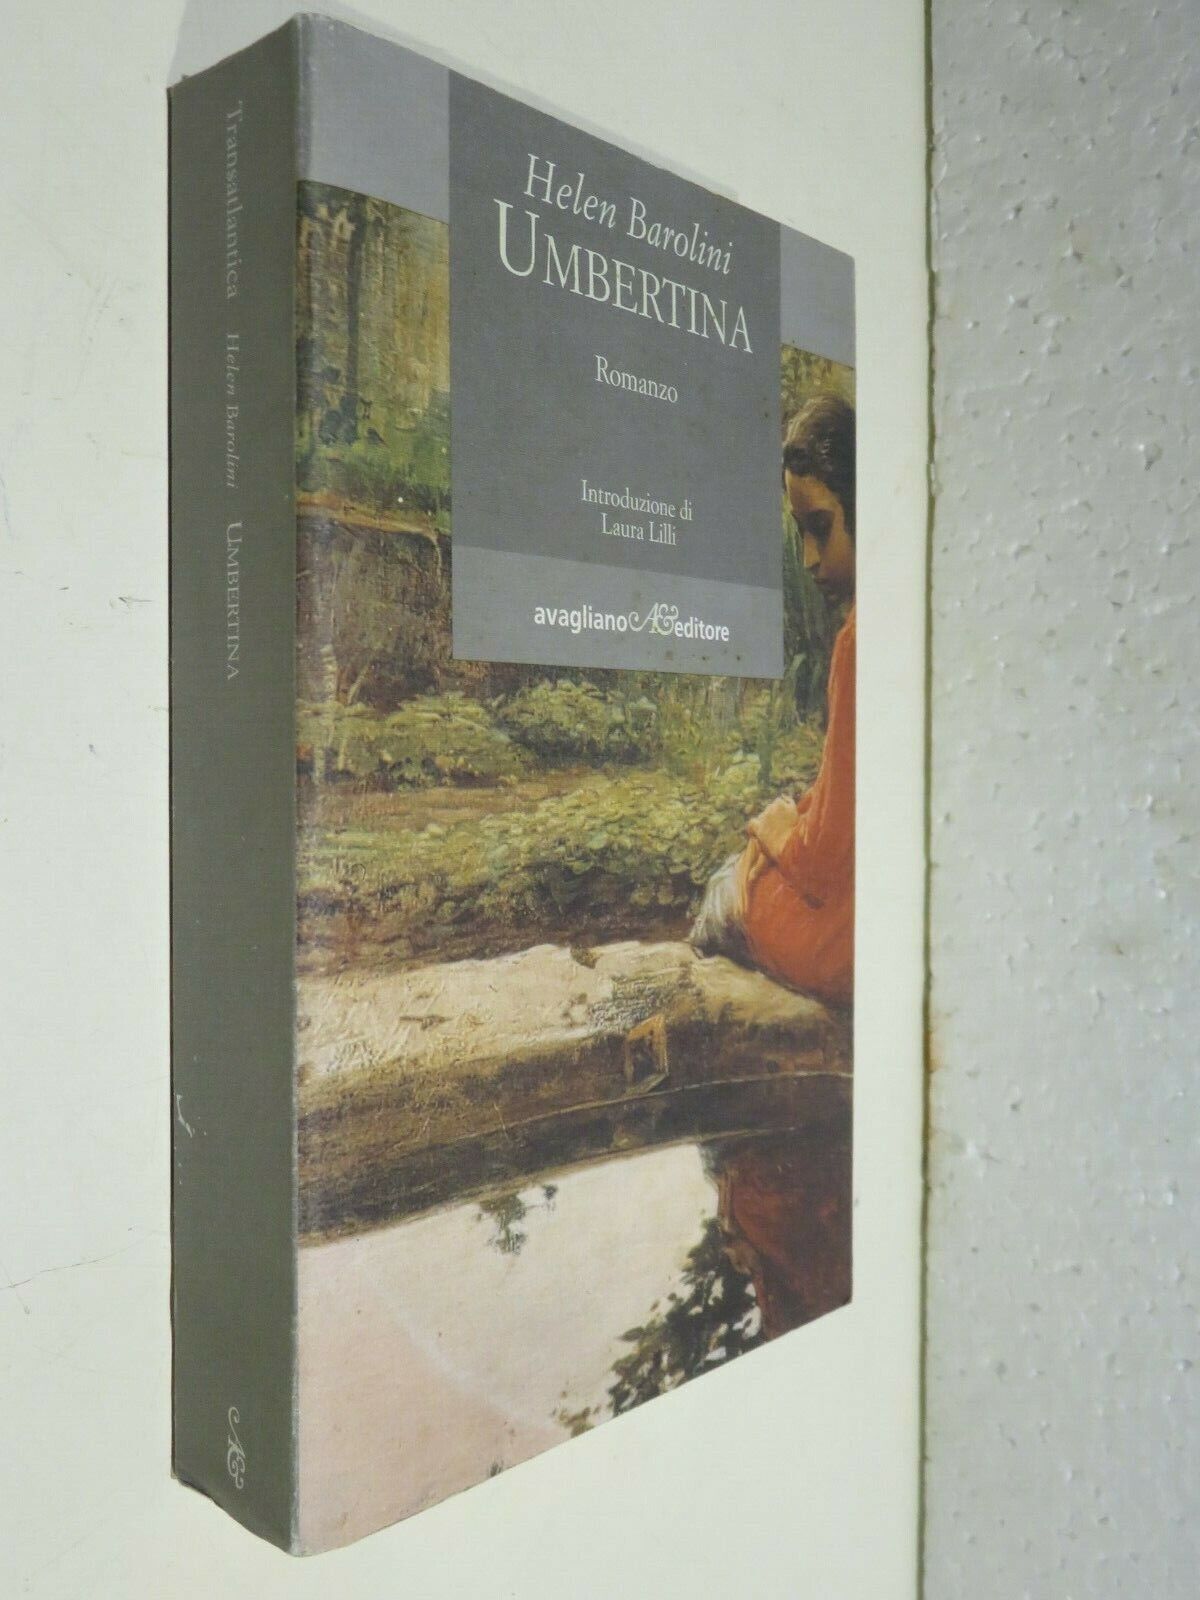 Helen Barolini
UMBERTINA
Romanzo
Introduzione di
Laura Lilli
avagliano A& editore
Transatlantica Helen Barolini UMBERTINA
A&